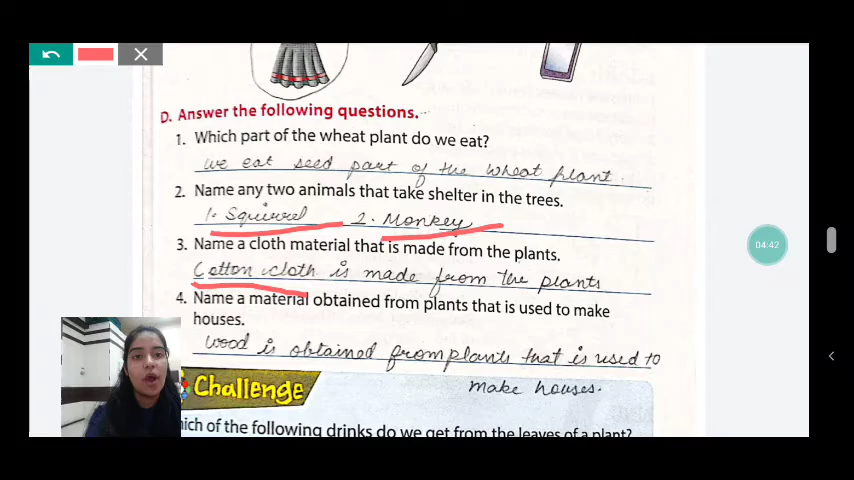 D. Answer the following questions.
1. Which part of the wheat plant do we eat?
we eat seed part of the wheat plant.
2. Name any two animals that take shelter in the trees.
1. Squirrel 2. Monkey
3. Name a cloth material that is made from the plants.
Cotton cloth is made from the plants
4. Name a material obtained from plants that is used to make
houses.
wood is obtained from plants that is used to
make houses.
Challenge
hich of the following drinks do we get from the leaves of a plant?
04:42